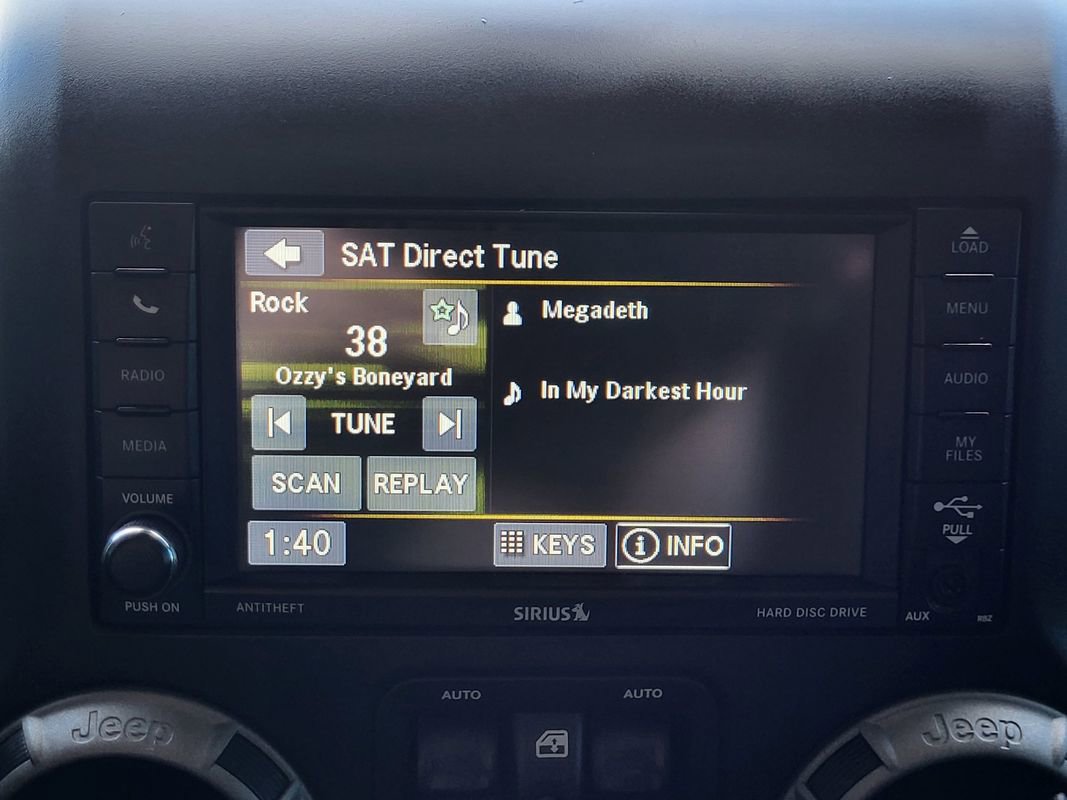 SAT Direct Tune
Rock
38
Ozzy's Boneyard
TUNE
SCAN REPLAY
1:40
Megadeth
In My Darkest Hour
KEYS
INFO
RADIO
MEDIA
VOLUME
PUSH ON
LOAD
MENU
AUDIO
MY
FILES
PULL
AUX
RBZ
ANTITHEFT
SIRIUS
HARD DISC DRIVE
AUTO
AUTO
Jeep
Jeep